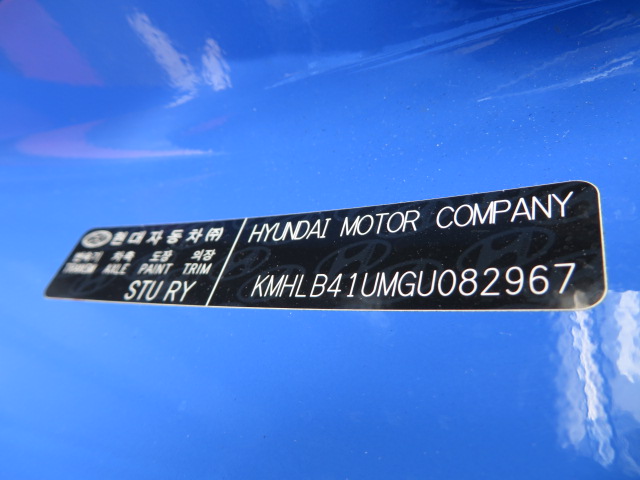 현대자동차㈜
변속기 차축 도장 의장
TRANSM AXLE PAINT TRIM
STU RY
HYUNDAI MOTOR COMPANY
KMHLB41UMGU082967